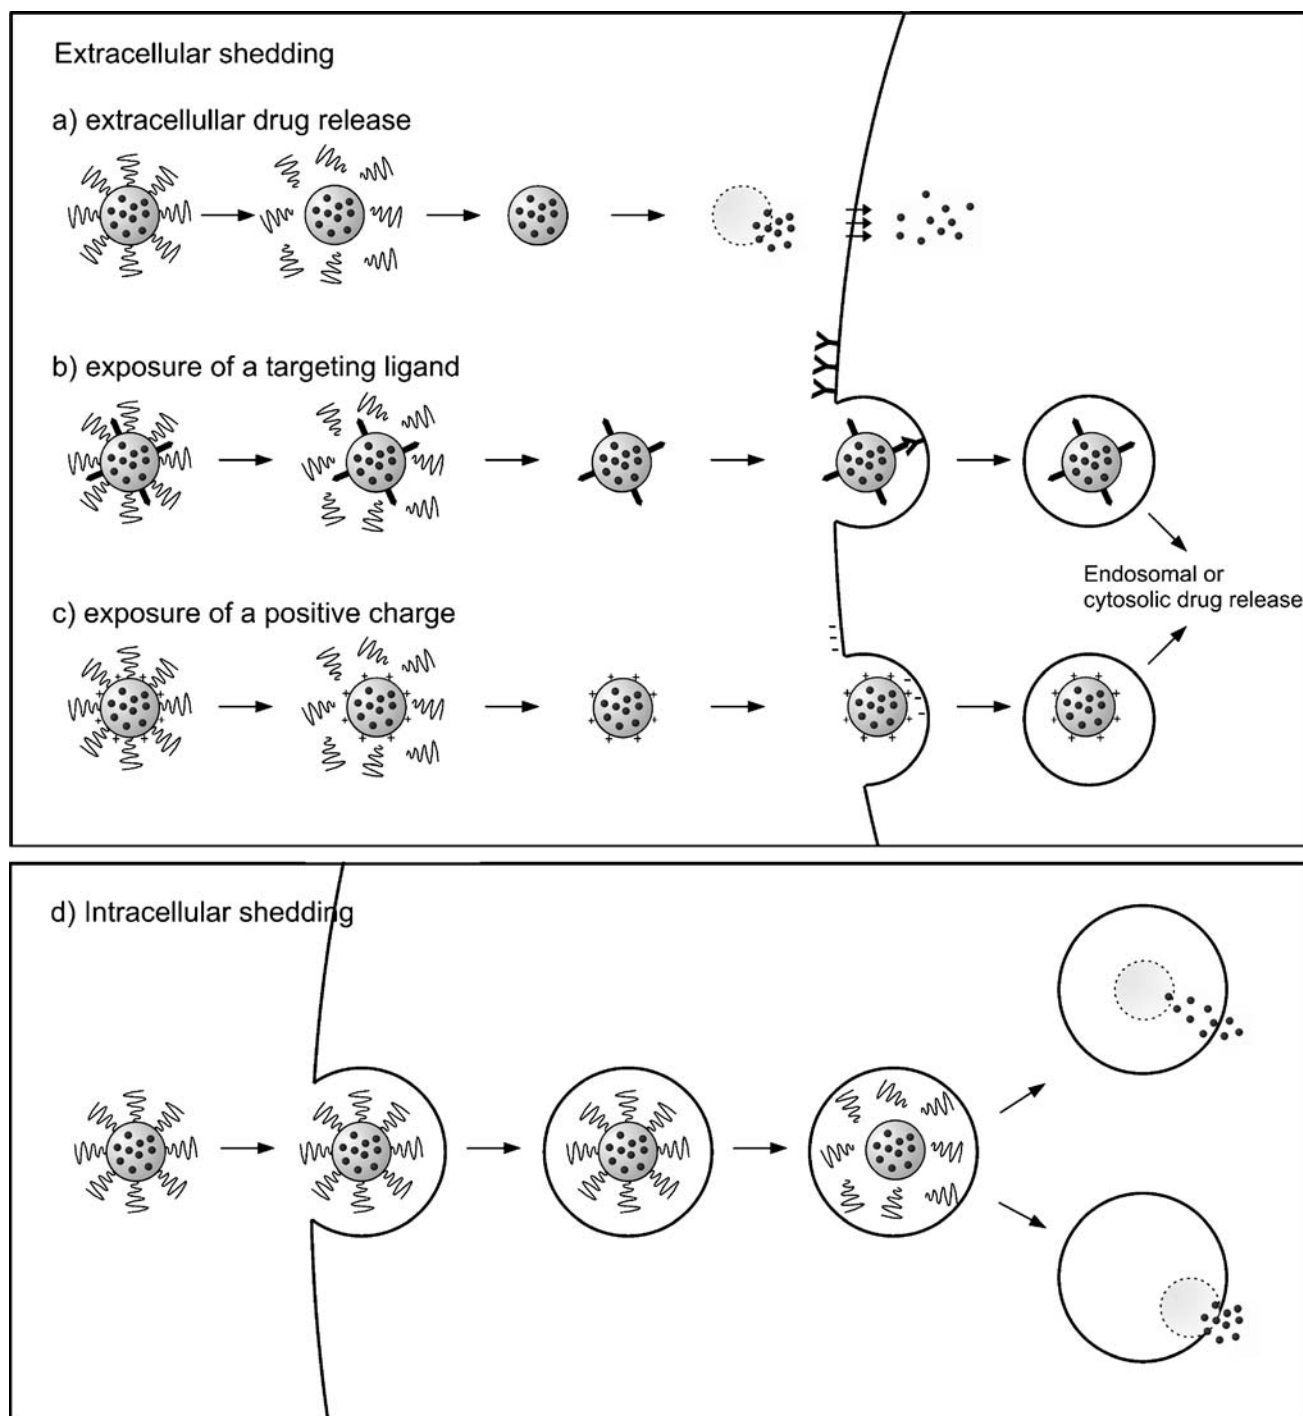 Extracellular shedding
a) extracellullar drug release
b) exposure of a targeting ligand
Endosomal or
cytosolic drug release
c) exposure of a positive charge
d) Intracellular shedding